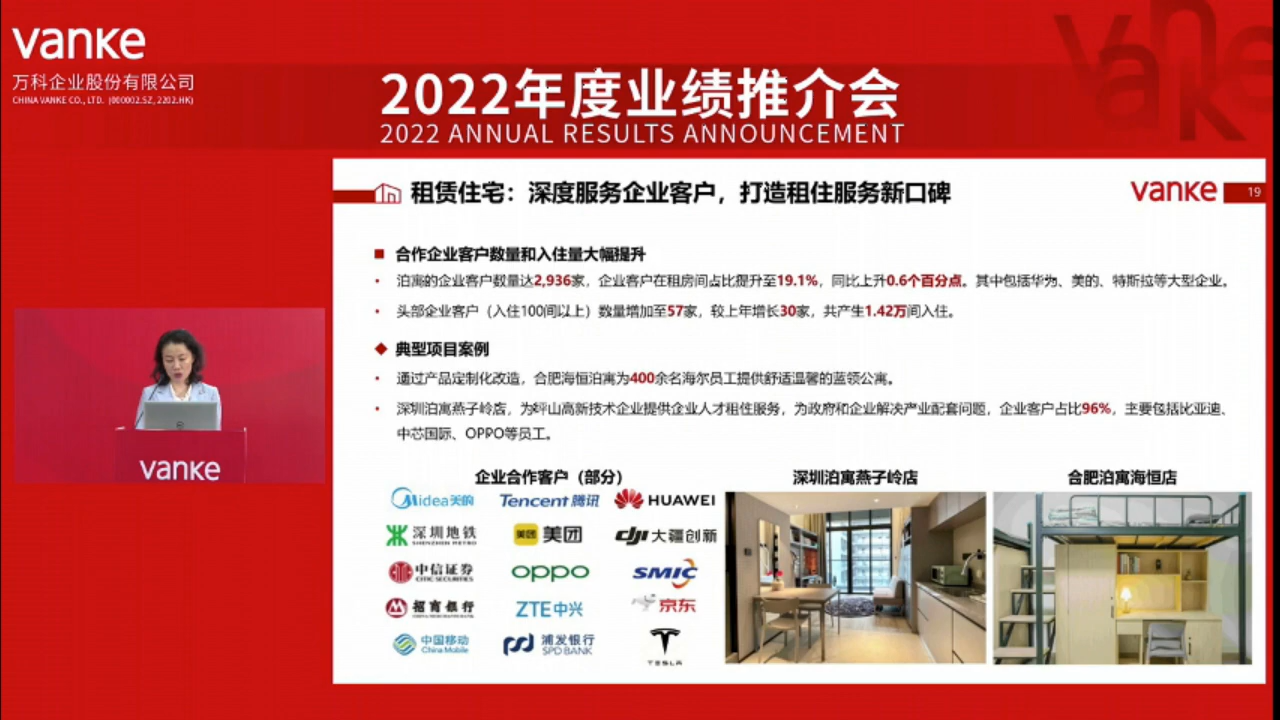 vanke
万科企业股份有限公司
CHINA VANKE CO., LTD. (000002.SZ, 2202.HK)
vanke
2022年度业绩推介会
2022 ANNUAL RESULTS ANNOUNCEMENT
租赁住宅：深度服务企业客户，打造租住服务新口碑
vanke
19
合作企业客户数量和入住量大幅提升
泊寓的企业客户数量达2,936家，企业客户在租房间占比提升至19.1%，同比上升0.6个百分点。其中包括华为、美的、特斯拉等大型企业。
头部企业客户（入住100间以上）数量增加至57家，较上年增长30家，共产生1.42万间入住。
典型项目案例
通过产品定制化改造，合肥海恒泊寓为400余名海尔员工提供舒适温馨的蓝领公寓。
深圳泊寓燕子岭店，为坪山高新技术企业提供企业人才租住服务，为政府和企业解决产业配套问题，企业客户占比96%，主要包括比亚迪、
中芯国际、OPPO等员工。
企业合作客户（部分）
深圳泊寓燕子岭店
合肥泊寓海恒店
Midea美的
Tencent腾讯
HUAWEI
深圳地铁
SHENZHEN METRO
美团
美团
dji大疆创新
中信证券
CITIC SECURITIES
oppo
SMIC
招商银行
CHINA MERCHANTS BANK
ZTE中兴
京东
中国移动
China Mobile
浦发银行
SPD BANK
TESLA
vanke